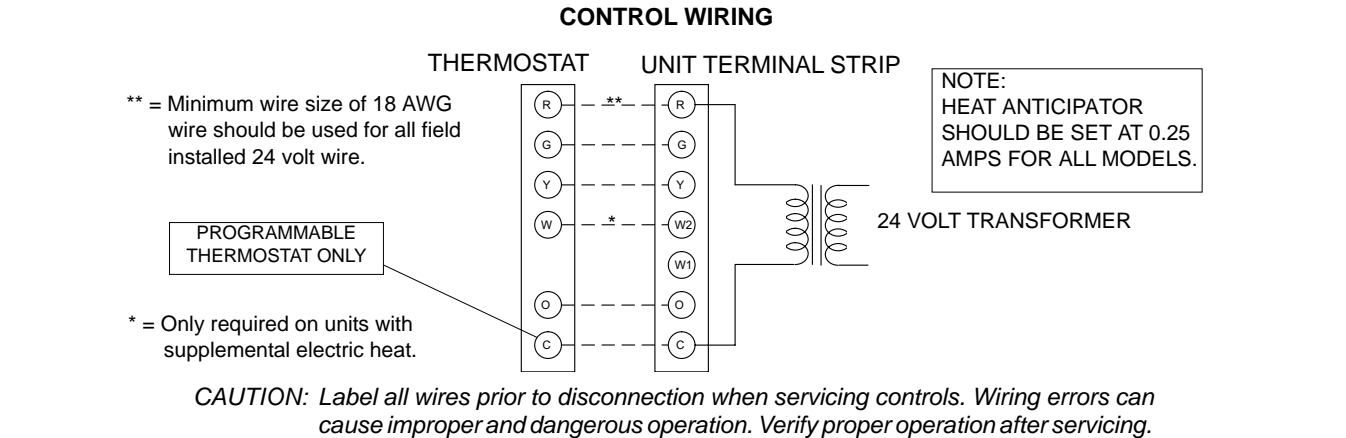 CONTROL WIRING
THERMOSTAT
UNIT TERMINAL STRIP
** = Minimum wire size of 18 AWG
wire should be used for all field
installed 24 volt wire.
NOTE:
HEAT ANTICIPATOR
SHOULD BE SET AT 0.25
AMPS FOR ALL MODELS.
R ** R
G G
Y Y
W * W2
W1
O O
C C
24 VOLT TRANSFORMER
PROGRAMMABLE
THERMOSTAT ONLY
* = Only required on units with
supplemental electric heat.
CAUTION: Label all wires prior to disconnection when servicing controls. Wiring errors can
cause improper and dangerous operation. Verify proper operation after servicing.